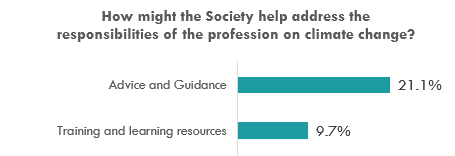 How might the Society help address the
responsibilities of the profession on climate change?
Advice and Guidance 21.1%
Training and learning resources 9.7%